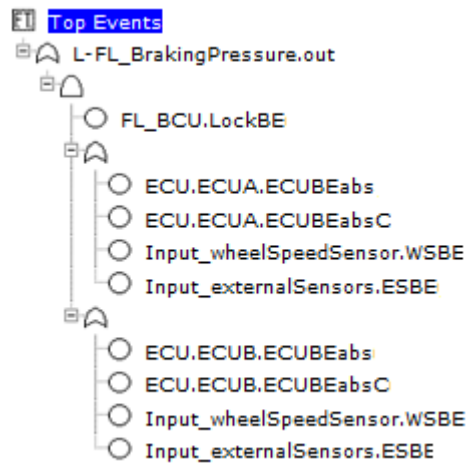 FT Top Events
L-FL_BrakingPressure.out
FL_BCU.LockBE
ECU.ECUA.ECUBEabs
ECU.ECUA.ECUBEabsC
Input_wheelSpeedSensor.WSBE
Input_externalSensors.ESBE
ECU.ECUB.ECUBEabs
ECU.ECUB.ECUBEabsC
Input_wheelSpeedSensor.WSBE
Input_externalSensors.ESBE